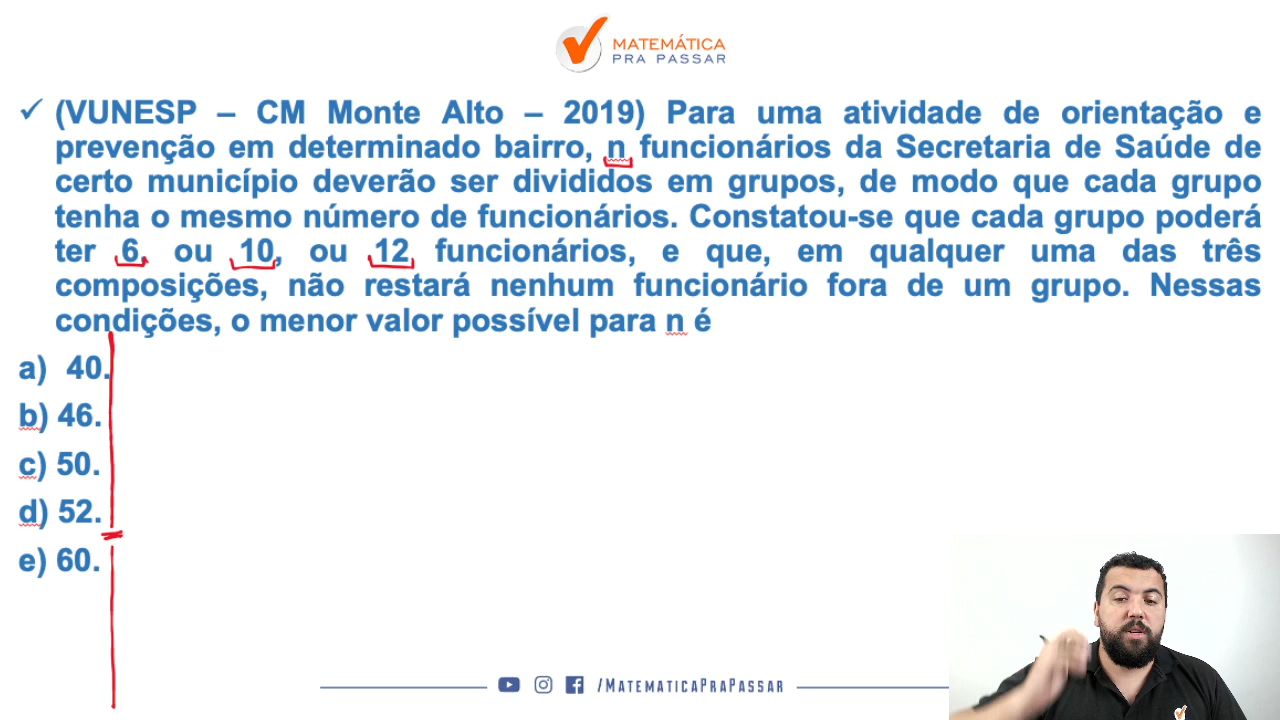 MATEMÁTICA
PRA PASSAR
✓ (VUNESP – CM Monte Alto – 2019) Para uma atividade de orientação e
prevenção em determinado bairro, n funcionários da Secretaria de Saúde de
certo município deverão ser divididos em grupos, de modo que cada grupo
tenha o mesmo número de funcionários. Constatou-se que cada grupo poderá
ter 6, ou 10, ou 12 funcionários, e que, em qualquer uma das três
composições, não restará nenhum funcionário fora de um grupo. Nessas
condições, o menor valor possível para n é
a) 40.
b) 46.
c) 50.
d) 52.
e) 60.
/MATEMATICAPRAPASSAR